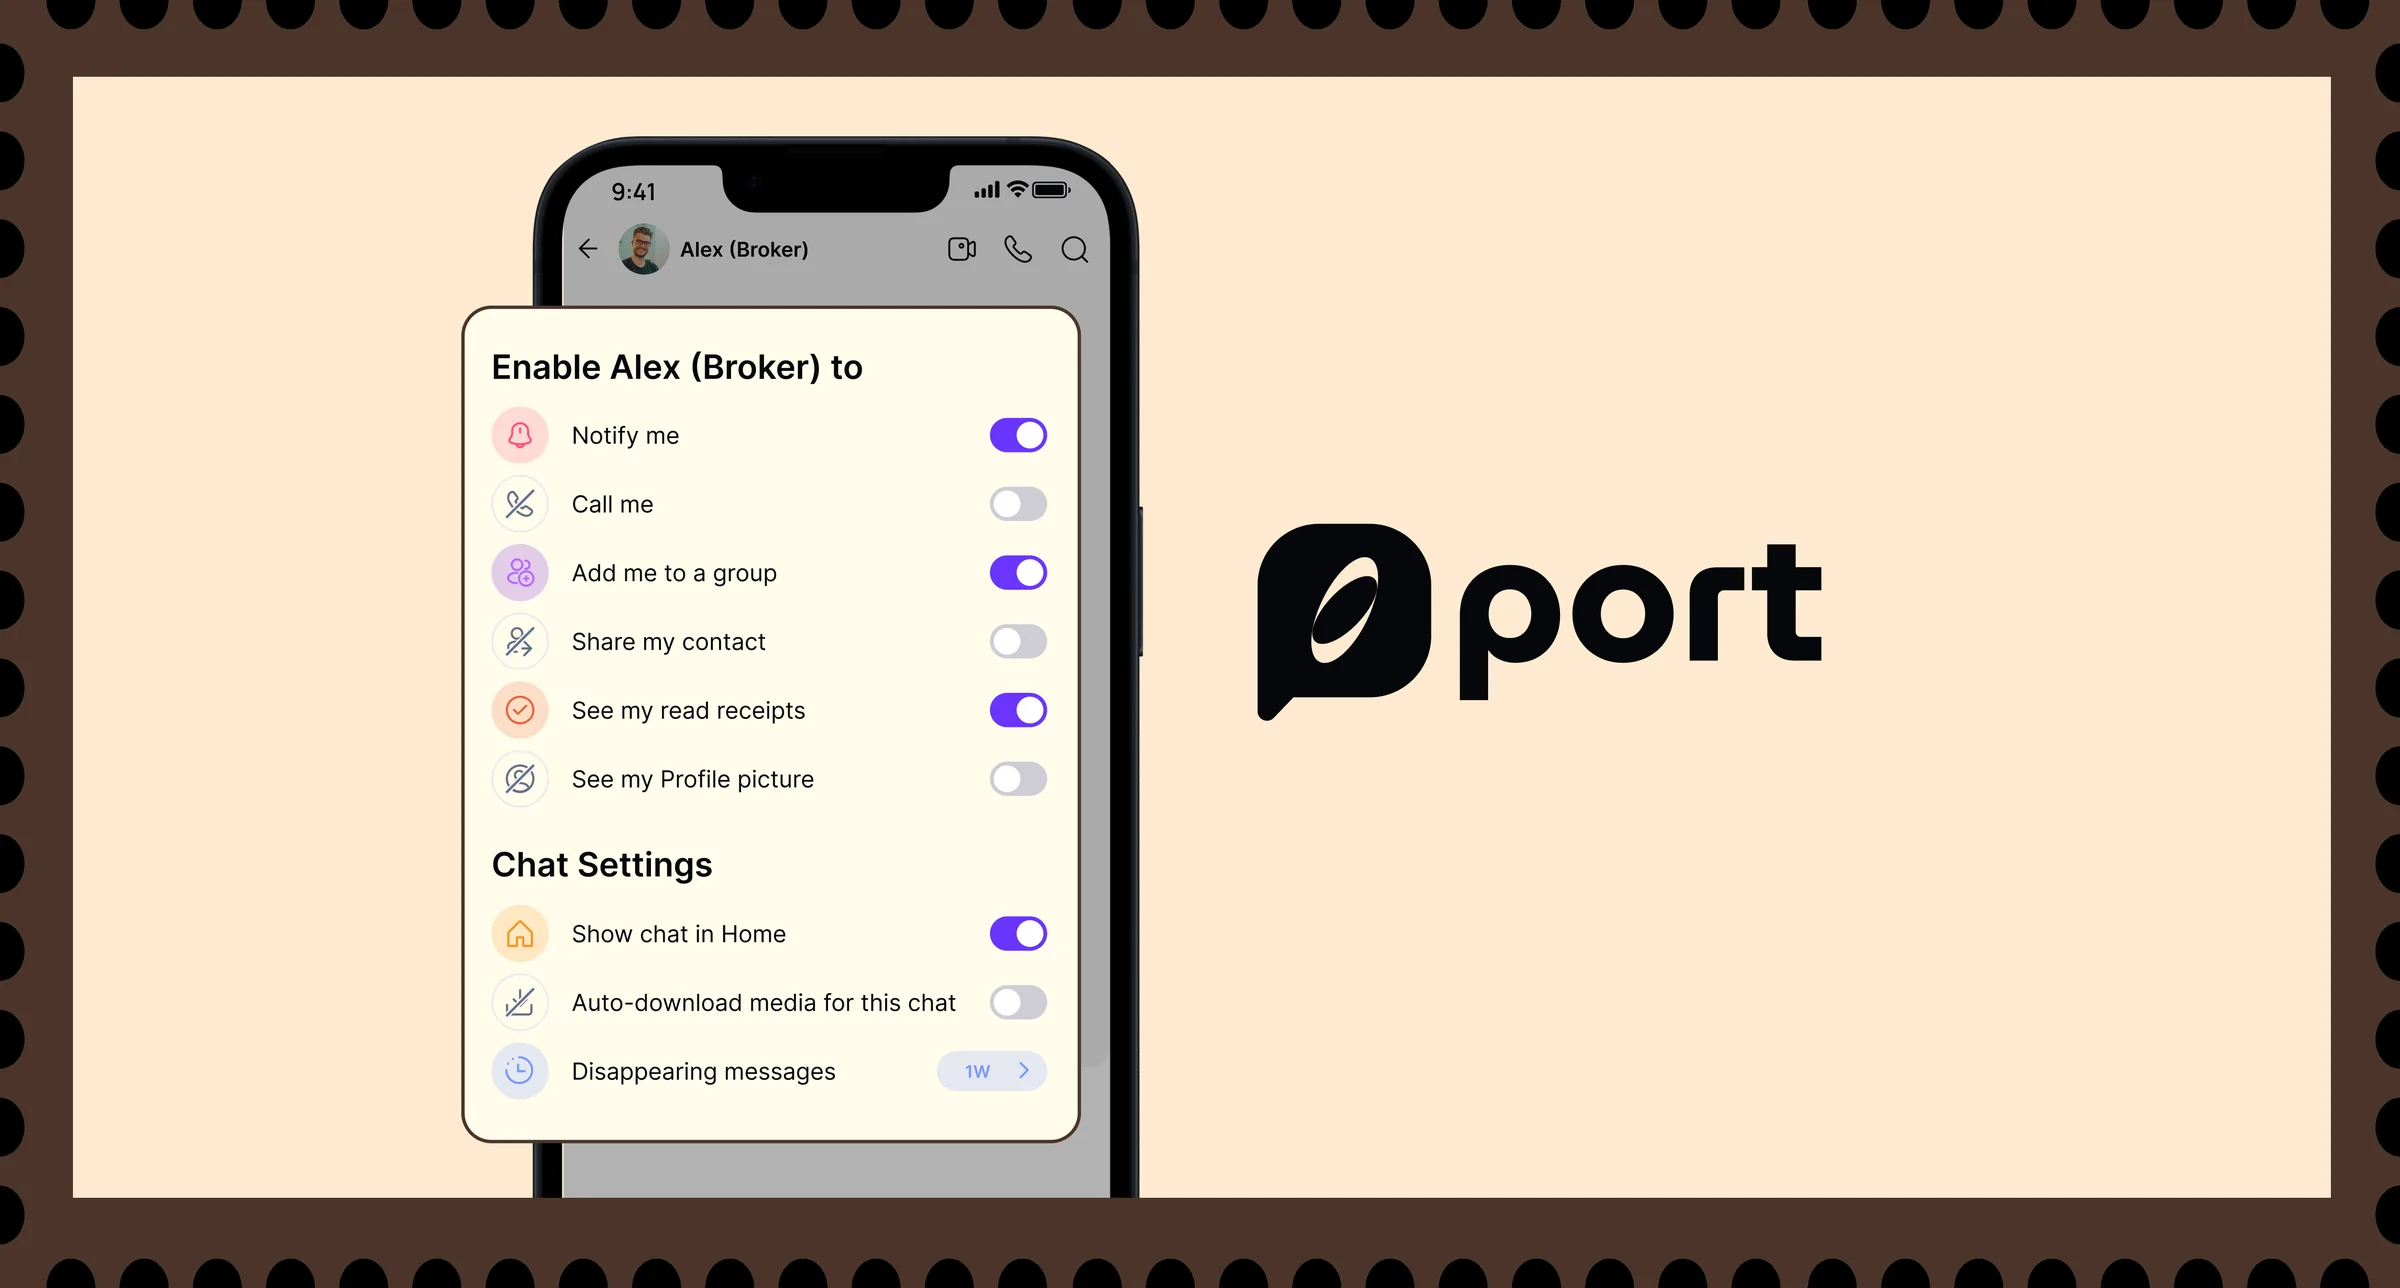 9:41
Alex (Broker)
Enable Alex (Broker) to
Notify me
Call me
Add me to a group
Share my contact
See my read receipts
See my Profile picture
Chat Settings
Show chat in Home
Auto-download media for this chat
Disappearing messages
1W
port